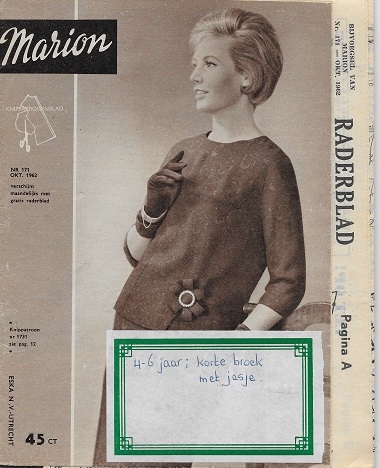 Marion
KNIPPATRONENBLAD
NR 171
OKT. 1962
verschijnt
maandelijks met
gratis raderblad
Knippatroon
nr 1731
zie pag. 12
ESKA N.V.-UTRECHT
45 CT
4-6 jaar; korte broek
met jasje
BIJVOEGSEL VAN
MARION
Nr. 171 — OKT. 1962
RADERBLAD
Pagina A